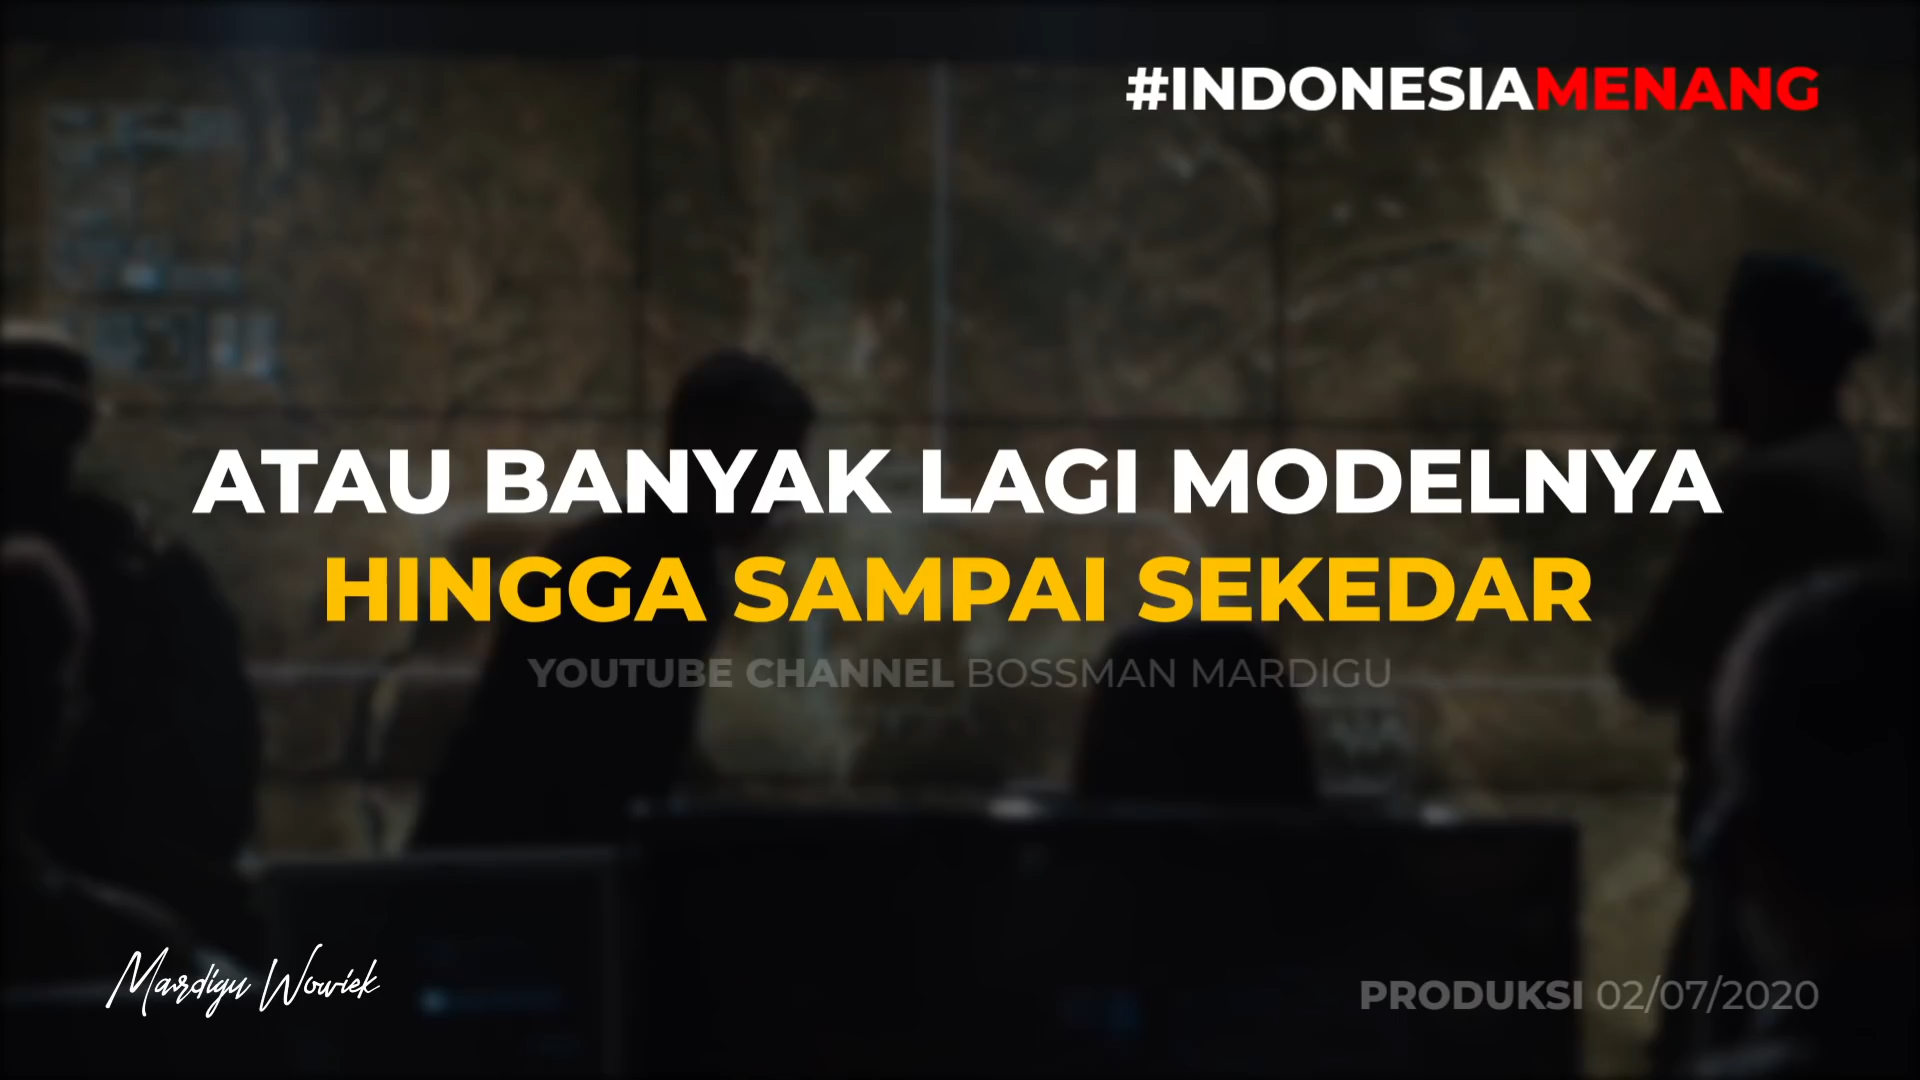 #INDONESIAMENANG
ATAU BANYAK LAGI MODELNYA
HINGGA SAMPAI SEKEDAR
YOUTUBE CHANNEL BOSSMAN MARDIGU
Mardigu Wowiek
PRODUKSI 02/07/2020